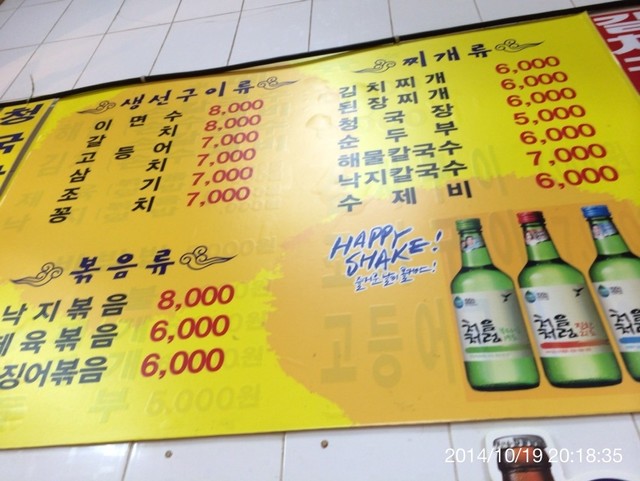 생선구이류
이면수 8,000
갈치 8,000
고등어 7,000
삼치 7,000
조기 7,000
꽁치 7,000
볶음류
낙지볶음 8,000
제육볶음 6,000
징어볶음 6,000
찌개류
김치찌개 6,000
된장찌개 6,000
청국장 6,000
순두부 5,000
해물칼국수 6,000
낙지칼국수 7,000
수제비 6,000
HAPPY
SHAKE!
처음처럼
처음처럼
청국
2014/10/19 20:18:35